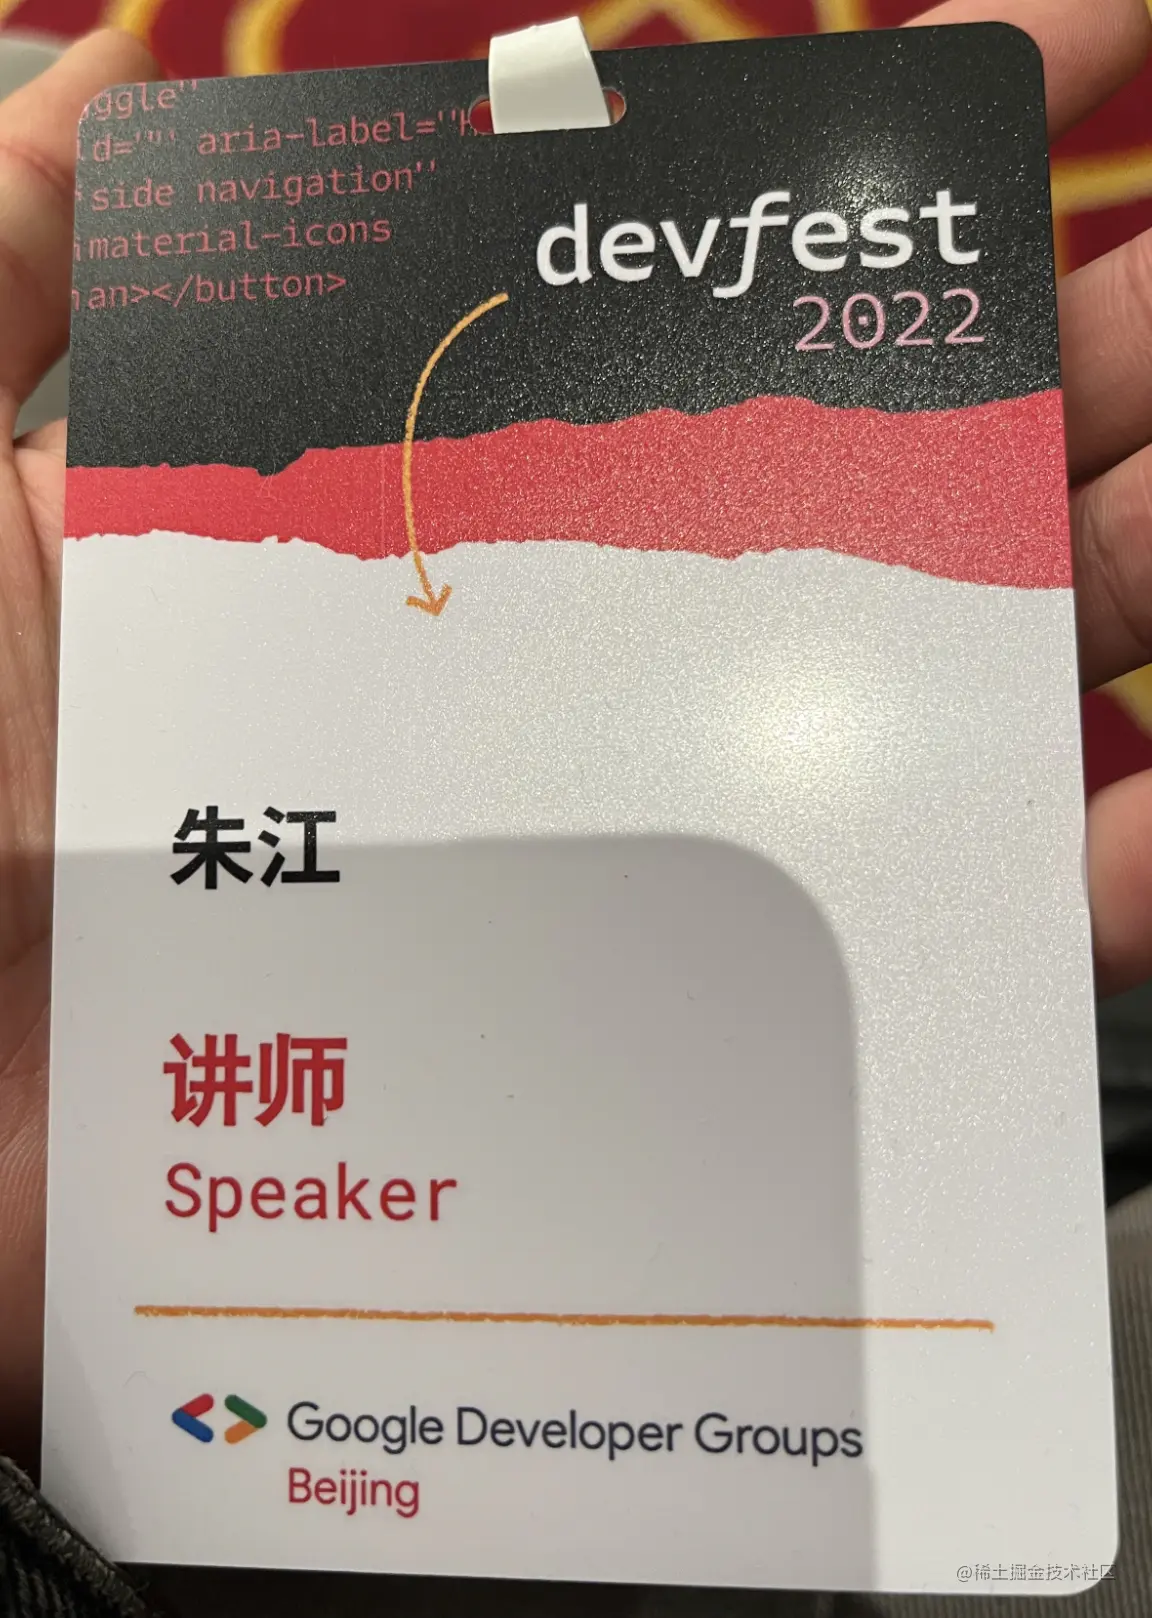 aggle"
d="" aria-label="H
side navigation"
material-icons
an></button>
devfest
2022
朱江
讲师
Speaker
Google Developer Groups
Beijing
@稀土掘金技术社区